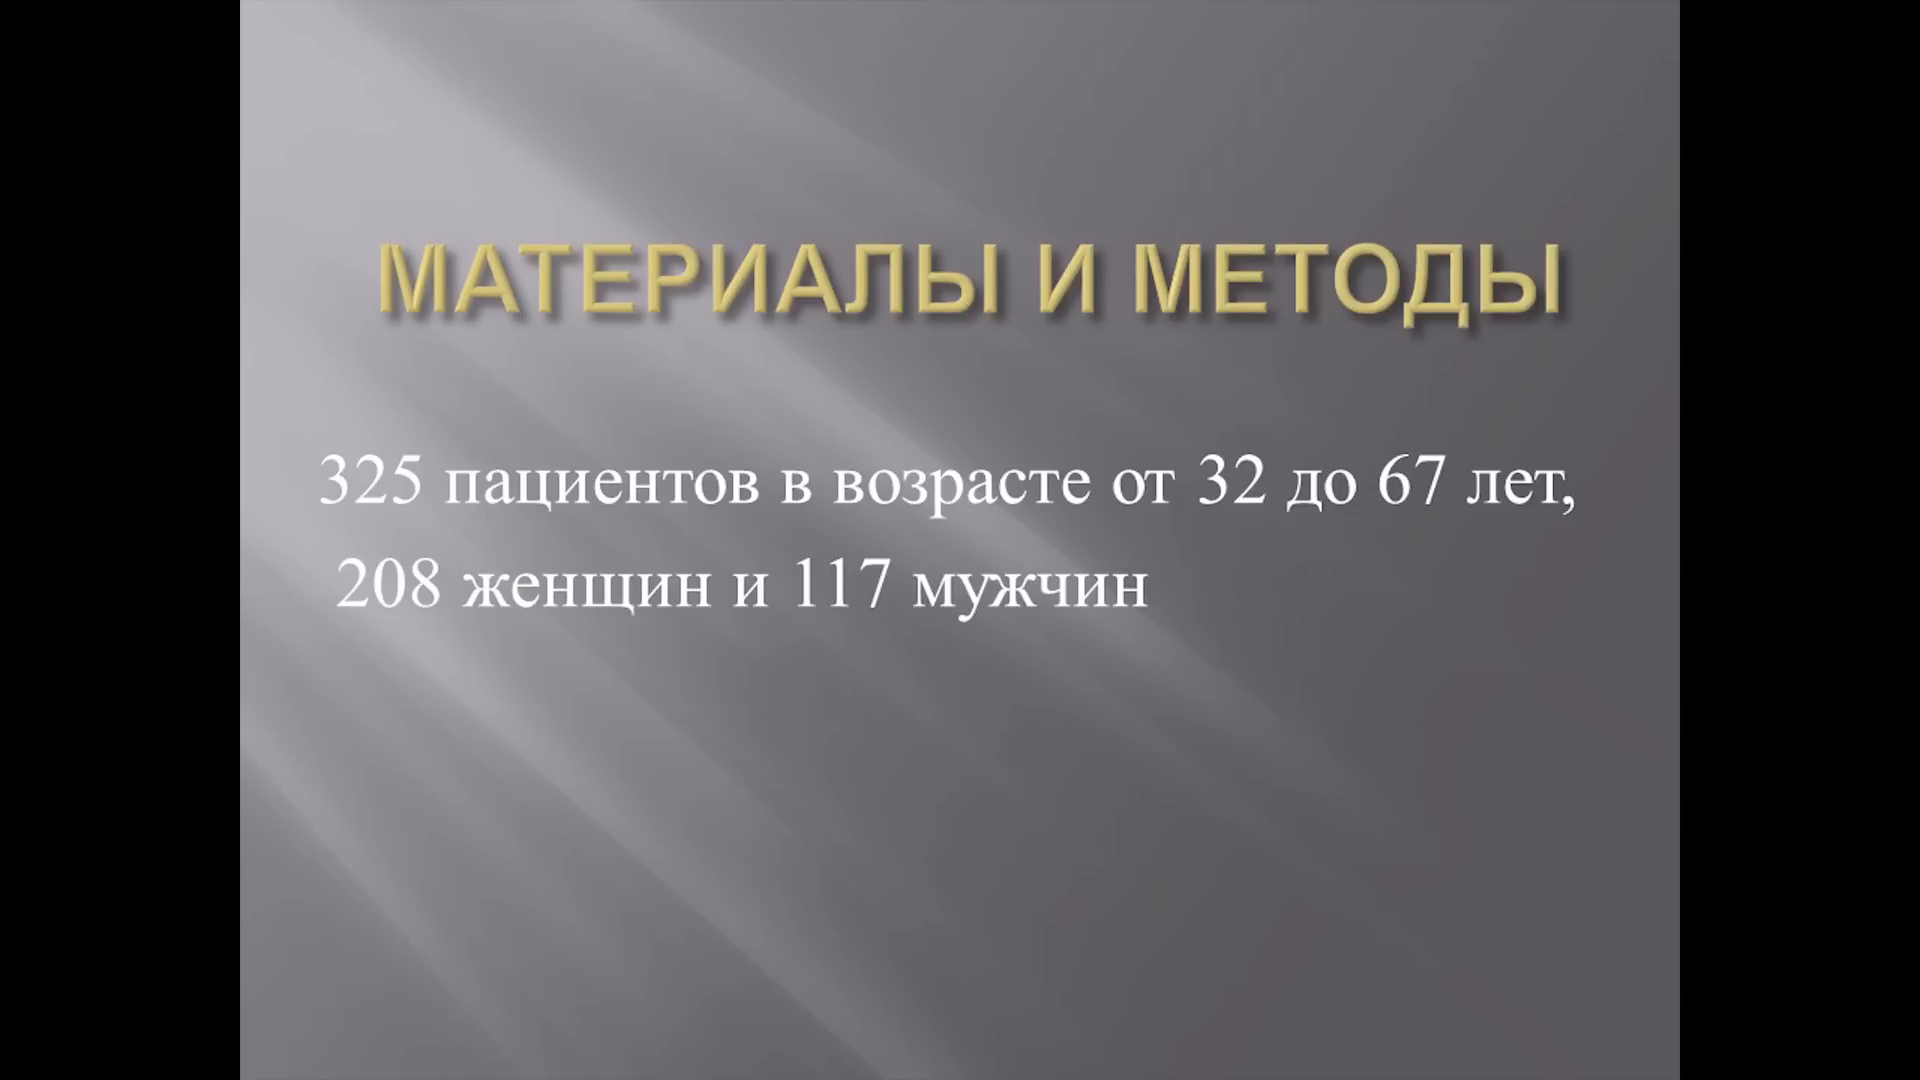 МАТЕРИАЛЫ И МЕТОДЫ
325 пациентов в возрасте от 32 до 67 лет,
208 женщин и 117 мужчин